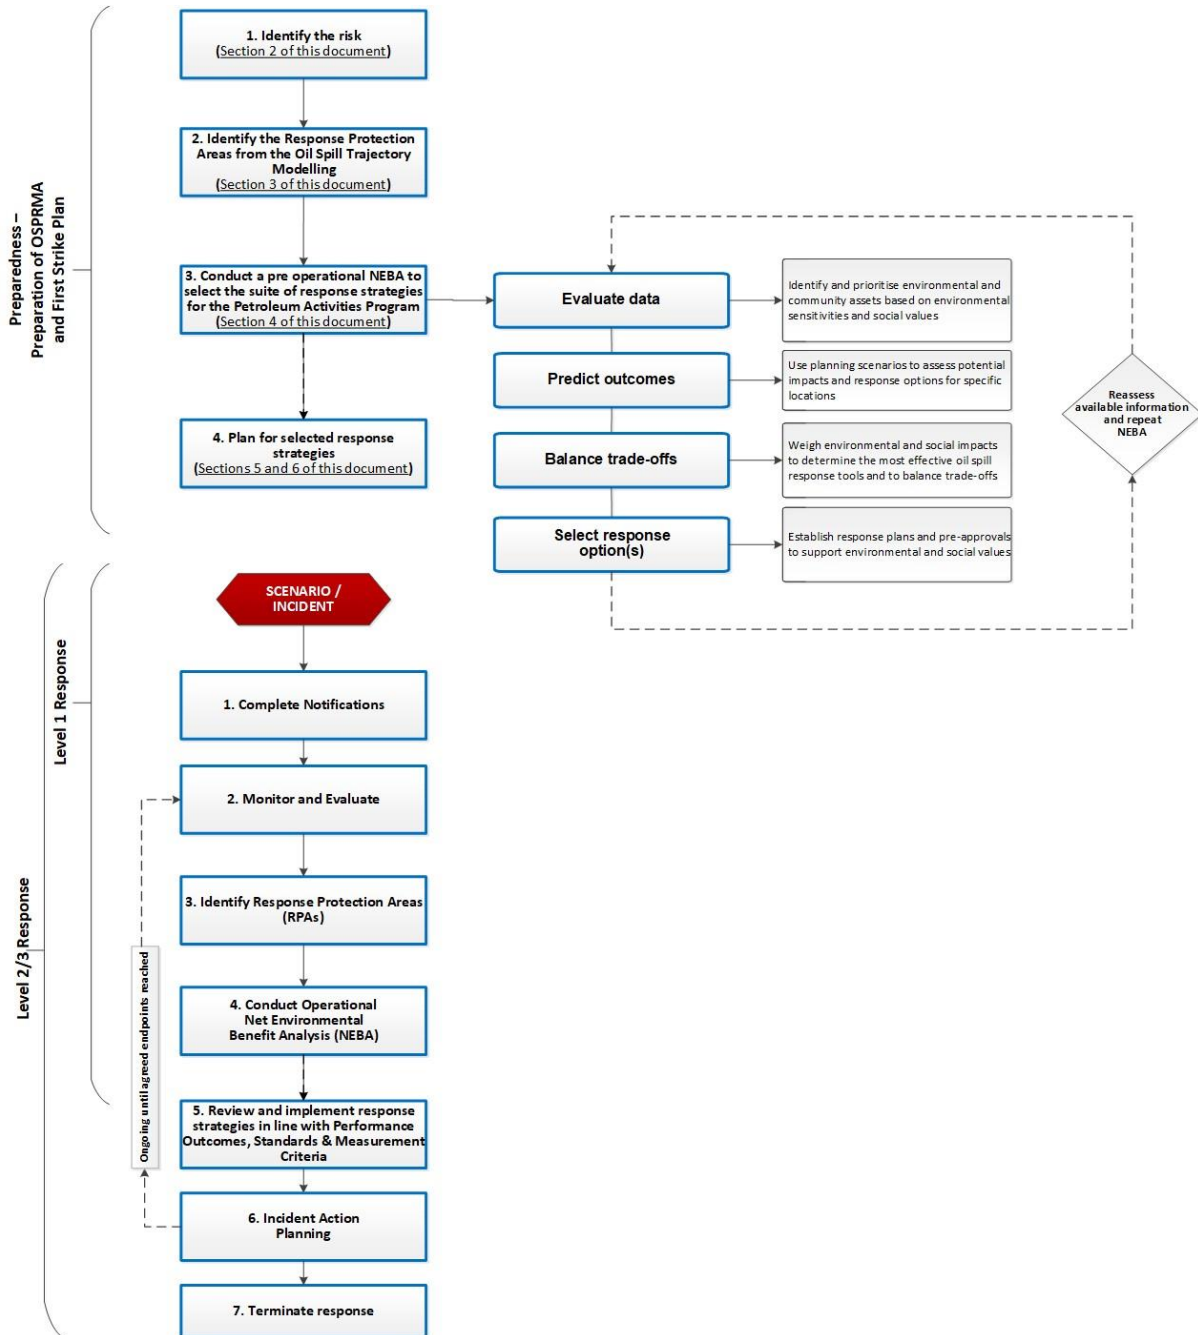 Preparedness –
Preparation of OSPRMA
and First Strike Plan
1. Identify the risk
(Section 2 of this document)
2. Identify the Response Protection
Areas from the Oil Spill Trajectory
Modelling
(Section 3 of this document)
3. Conduct a pre operational NEBA to
select the suite of response strategies
for the Petroleum Activities Program
(Section 4 of this document)
4. Plan for selected response
strategies
(Sections 5 and 6 of this document)
Evaluate data
Identify and prioritise environmental and
community assets based on environmental
sensitivities and social values
Predict outcomes
Use planning scenarios to assess potential
impacts and response options for specific
locations
Balance trade-offs
Weigh environmental and social impacts
to determine the most effective oil spill
response tools and to balance trade-offs
Select response
option(s)
Establish response plans and pre-approvals
to support environmental and social values
Reassess
available information
and repeat
NEBA
Level 2/3 Response
Level 1 Response
SCENARIO /
INCIDENT
1. Complete Notifications
2. Monitor and Evaluate
3. Identify Response Protection Areas
(RPAs)
4. Conduct Operational
Net Environmental
Benefit Analysis (NEBA)
5. Review and implement response
strategies in line with Performance
Outcomes, Standards & Measurement
Criteria
6. Incident Action
Planning
7. Terminate response
Ongoing until agreed endpoints reached